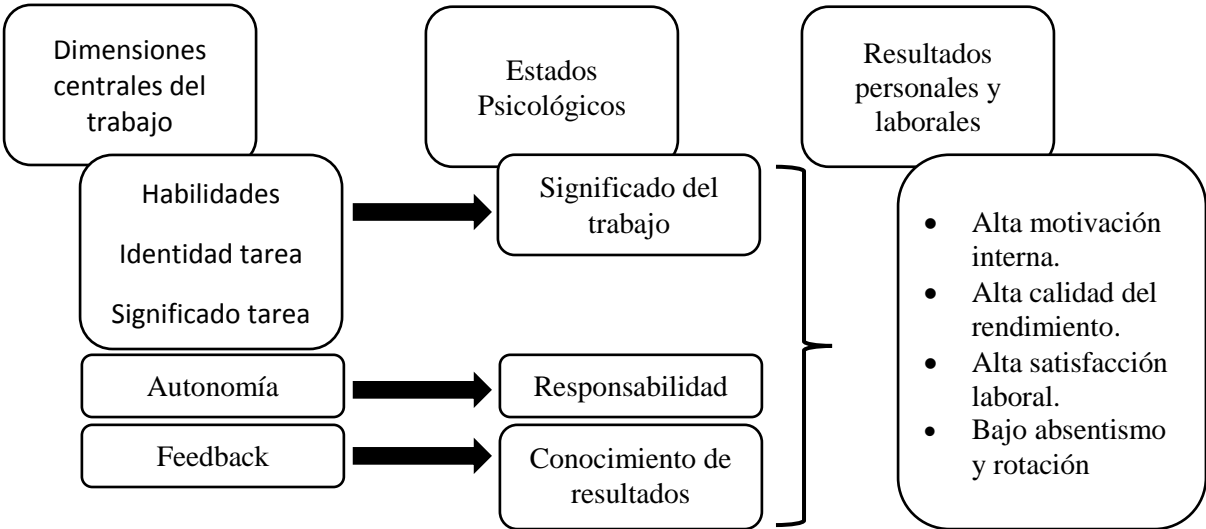 Dimensiones
centrales del
trabajo
Estados
Psicológicos
Resultados
personales y
laborales
Habilidades
Identidad tarea
Significado tarea
Significado del
trabajo
Autonomía
Responsabilidad
Feedback
Conocimiento de
resultados
• Alta motivación
interna.
• Alta calidad del
rendimiento.
• Alta satisfacción
laboral.
• Bajo absentismo
y rotación